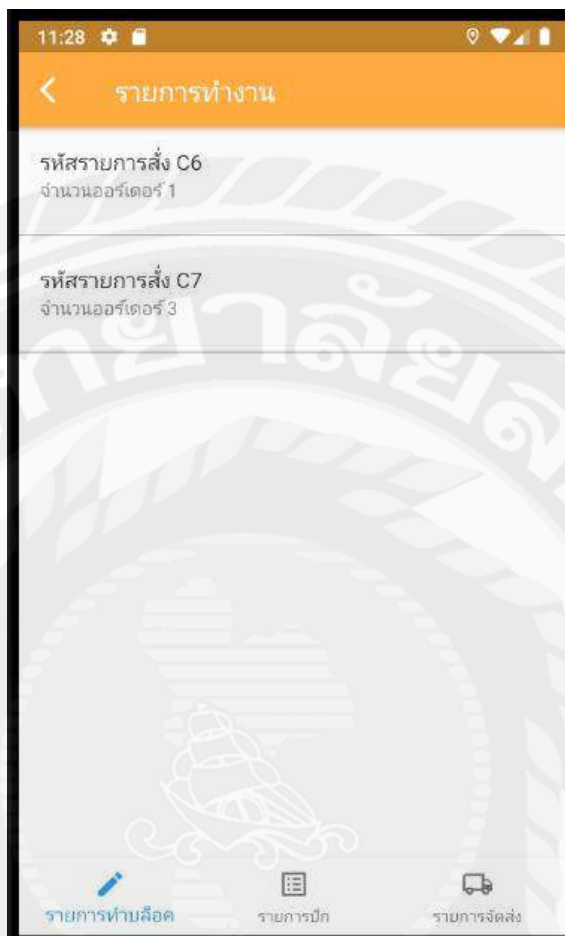 11:28
รายการทำงาน
รหัสรายการสั่ง C6
จำนวนออร์เดอร์ 1
รหัสรายการสั่ง C7
จำนวนออร์เดอร์ 3
รายการทำบล็อค
รายการปัก
รายการจัดส่ง